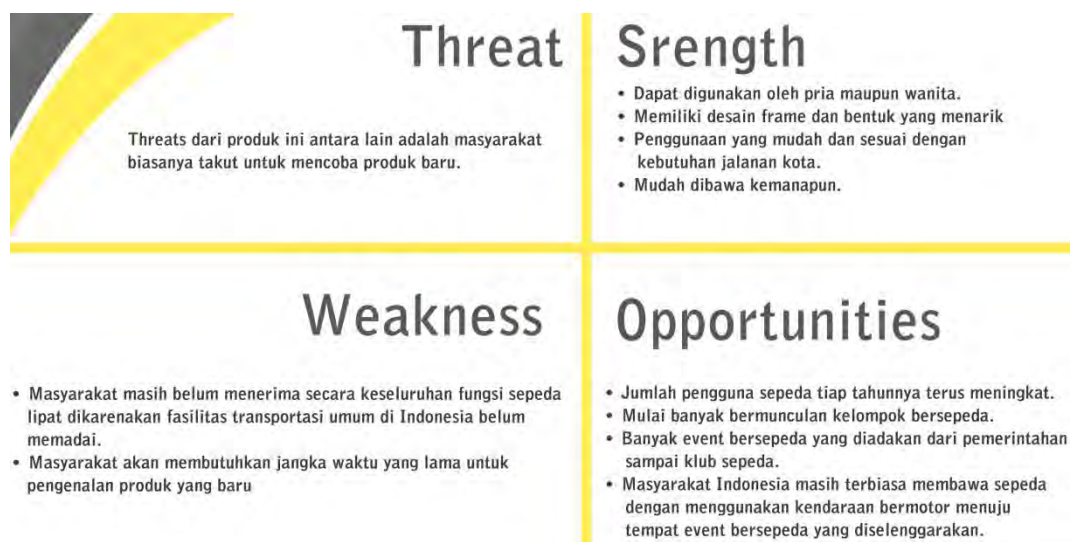 Threat
Threats dari produk ini antara lain adalah masyarakat
biasanya takut untuk mencoba produk baru.
Srength
• Dapat digunakan oleh pria maupun wanita.
• Memiliki desain frame dan bentuk yang menarik
• Penggunaan yang mudah dan sesuai dengan
kebutuhan jalanan kota.
• Mudah dibawa kemanapun.
Weakness
• Masyarakat masih belum menerima secara keseluruhan fungsi sepeda
lipat dikarenakan fasilitas transportasi umum di Indonesia belum
memadai.
• Masyarakat akan membutuhkan jangka waktu yang lama untuk
pengenalan produk yang baru
Opportunities
• Jumlah pengguna sepeda tiap tahunnya terus meningkat.
• Mulai banyak bermunculan kelompok bersepeda.
• Banyak event bersepeda yang diadakan dari pemerintahan
sampai klub sepeda.
• Masyarakat Indonesia masih terbiasa membawa sepeda
dengan menggunakan kendaraan bermotor menuju
tempat event bersepeda yang diselenggarakan.